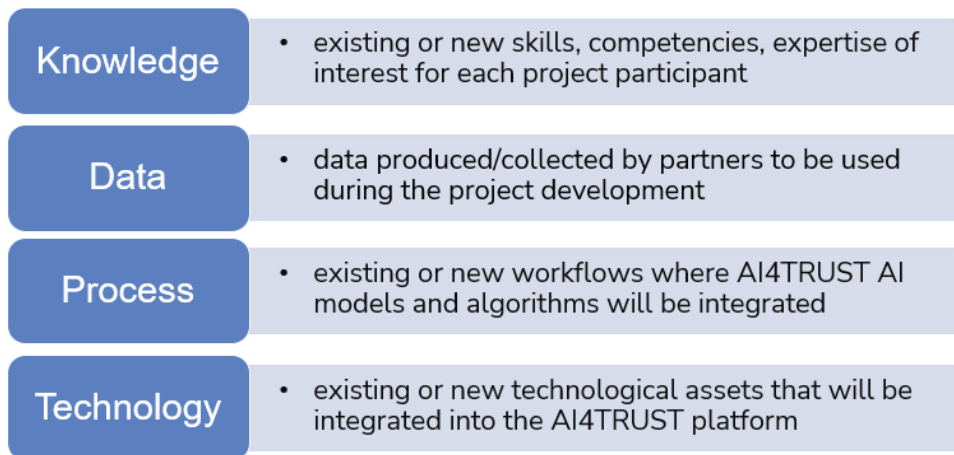 Knowledge
• existing or new skills, competencies, expertise of
interest for each project participant
Data
• data produced/collected by partners to be used
during the project development
Process
• existing or new workflows where AI4TRUST AI
models and algorithms will be integrated
Technology
• existing or new technological assets that will be
integrated into the AI4TRUST platform